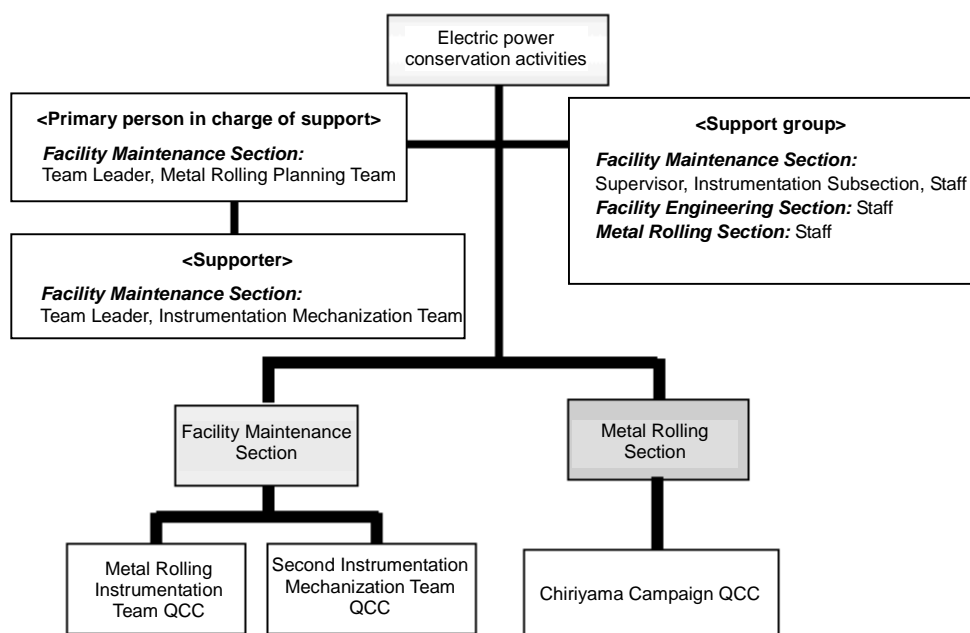 Electric power
conservation activities
<Primary person in charge of support>
Facility Maintenance Section:
Team Leader, Metal Rolling Planning Team
<Support group>
Facility Maintenance Section:
Supervisor, Instrumentation Subsection, Staff
Facility Engineering Section: Staff
Metal Rolling Section: Staff
<Supporter>
Facility Maintenance Section:
Team Leader, Instrumentation Mechanization Team
Facility Maintenance
Section
Metal Rolling
Section
Metal Rolling
Instrumentation
Team QCC
Second Instrumentation
Mechanization Team
QCC
Chiriyama Campaign QCC